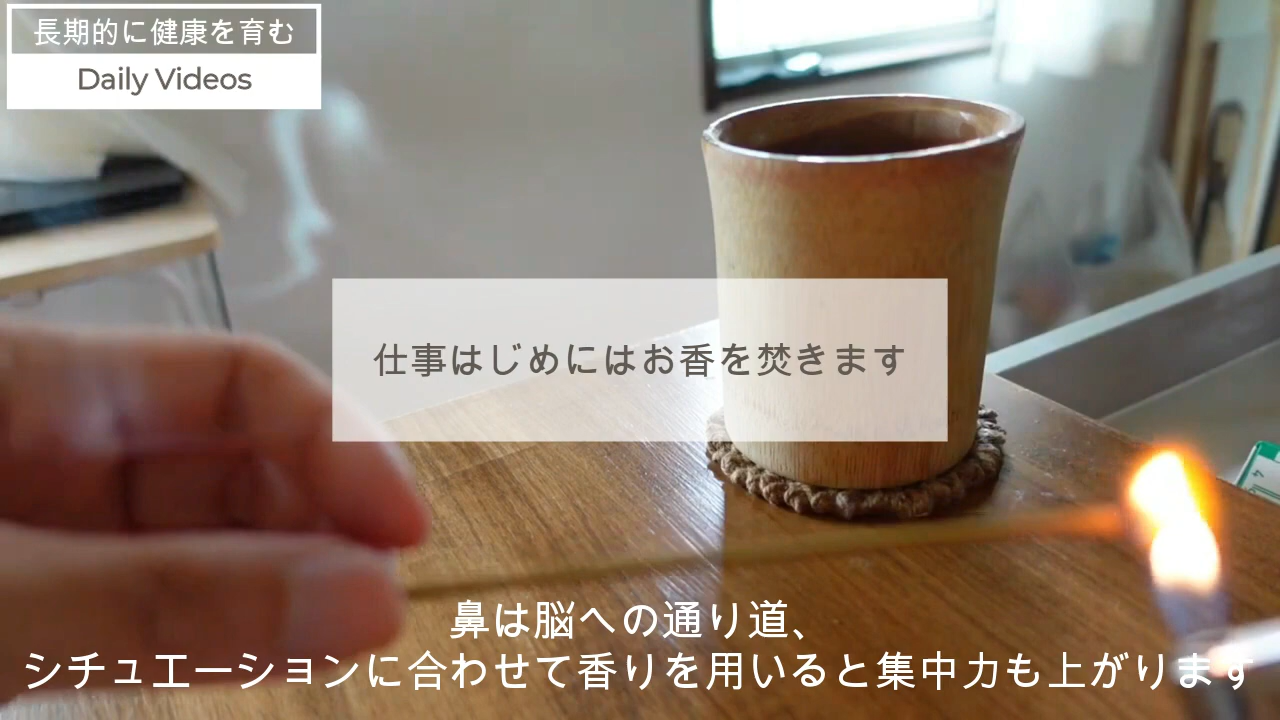 長期的に健康を育む
Daily Videos
仕事はじめにはお香を焚きます
鼻は脳への通り道、
シチュエーションに合わせて香りを用いると集中力も上がります